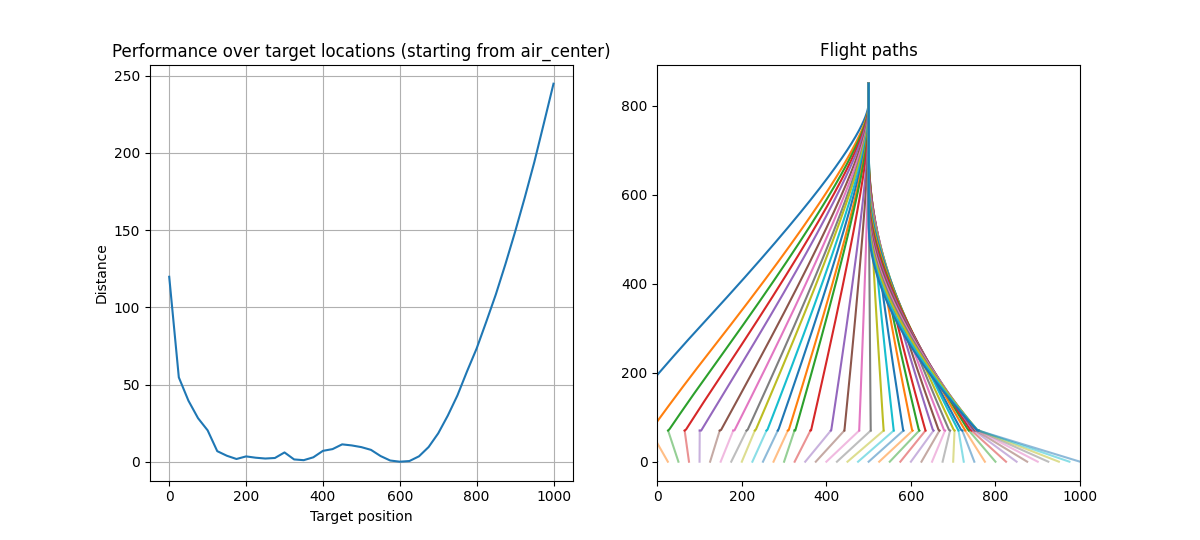 Performance over target locations (starting from air_center)
250
200
150
100
50
0
Distance
0 200 400 600 800 1000
Target position
Flight paths
800
600
400
200
0
0 200 400 600 800 1000